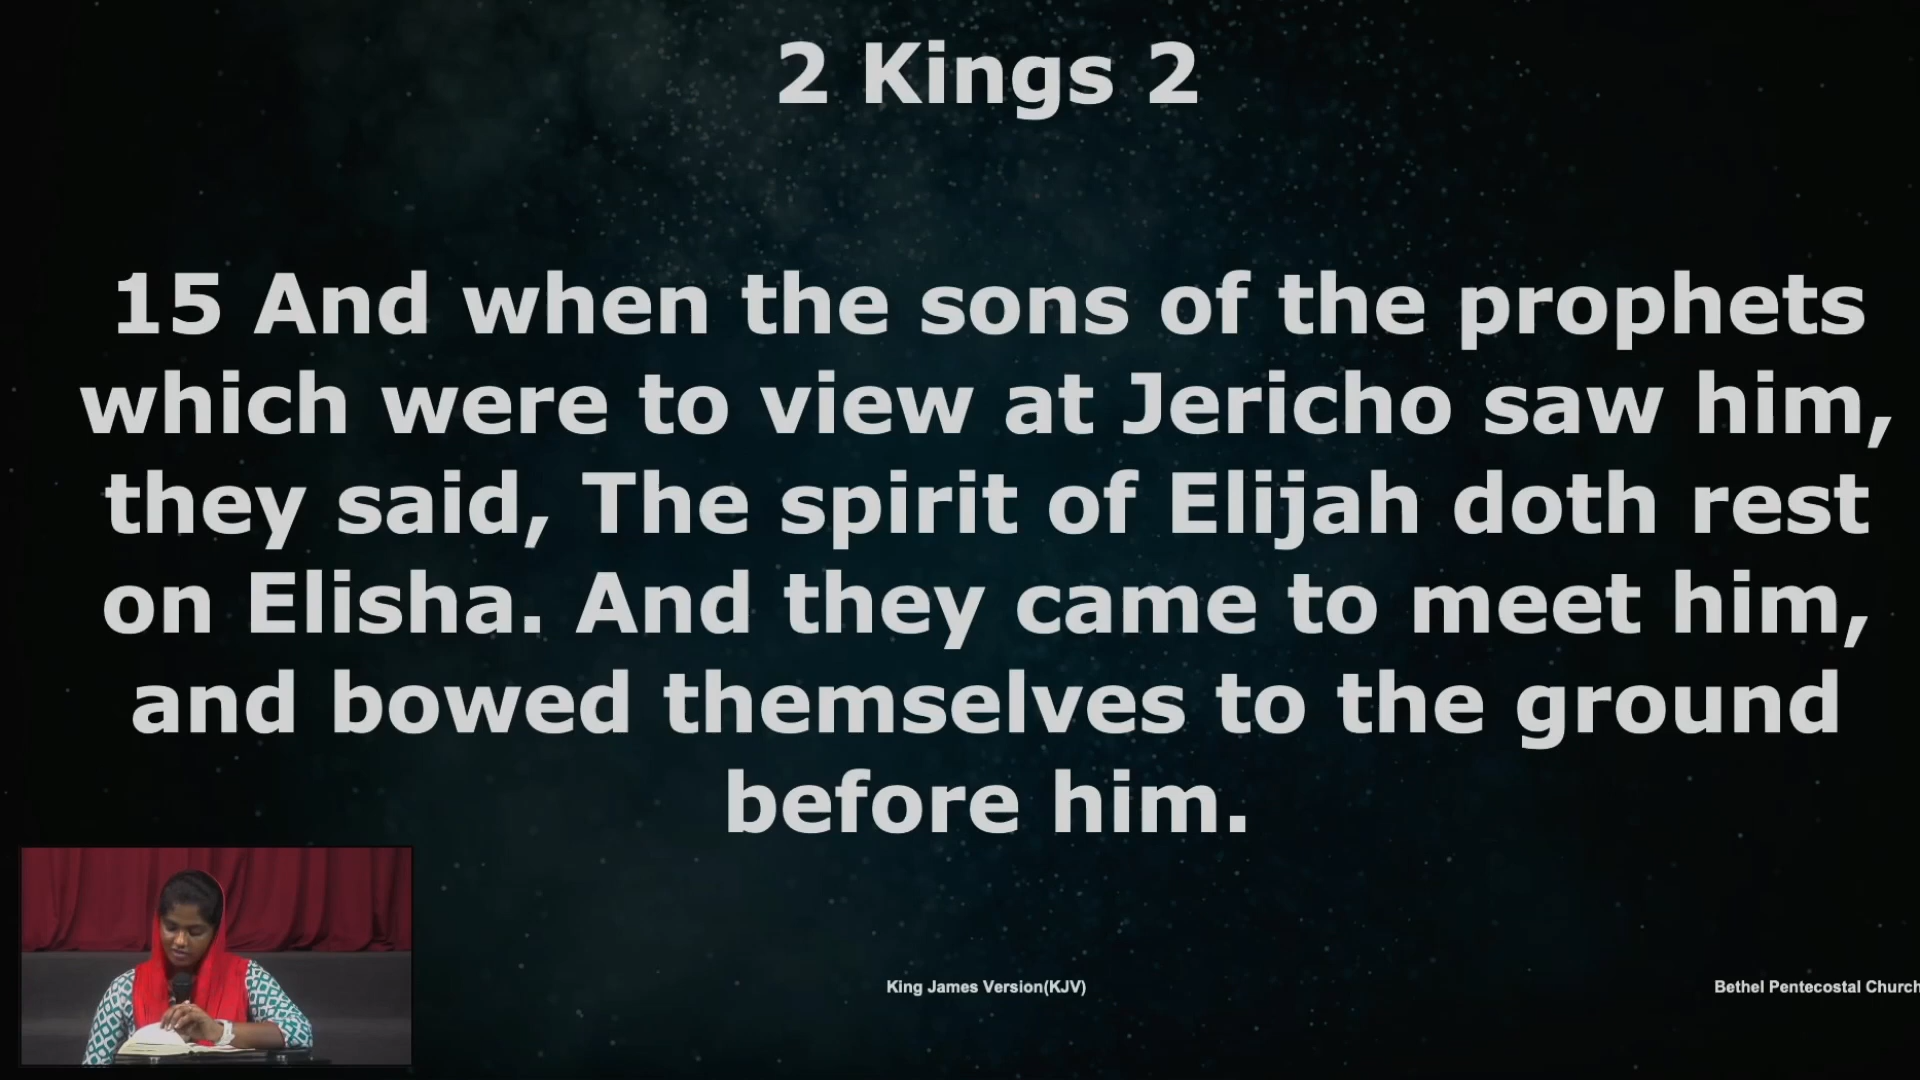 2 Kings 2
15 And when the sons of the prophets
which were to view at Jericho saw him,
they said, The spirit of Elijah doth rest
on Elisha. And they came to meet him,
and bowed themselves to the ground
before him.
King James Version(KJV)
Bethel Pentecostal Church